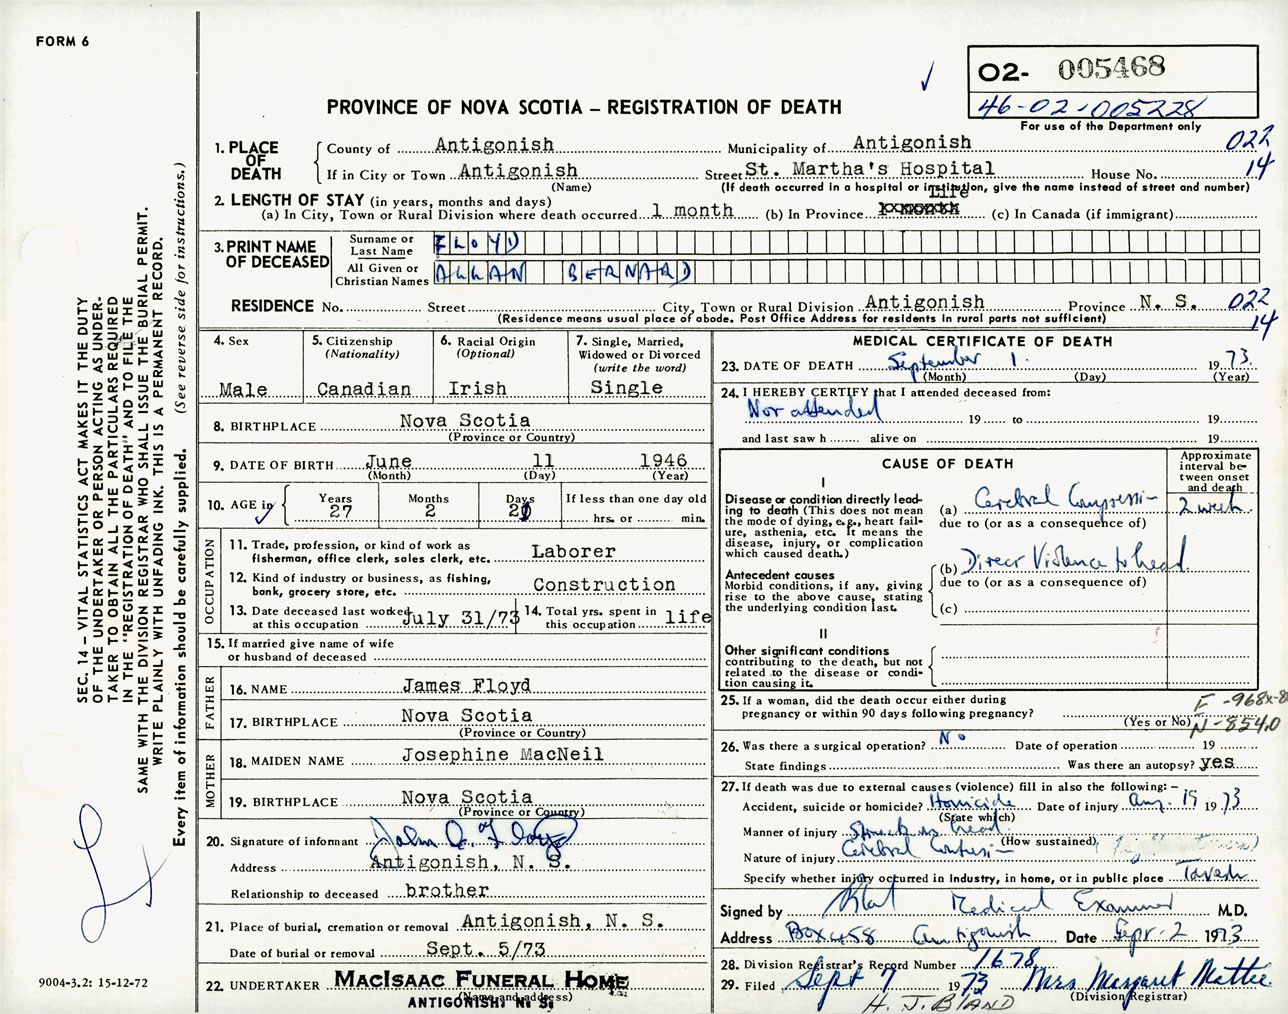 FORM 6
O2- 005468
46-02-005228
For use of the Department only
PROVINCE OF NOVA SCOTIA – REGISTRATION OF DEATH
1. PLACE OF DEATH
County of Antigonish Municipality of Antigonish 022
If in City or Town Antigonish Street St. Martha's Hospital House No. 14
(Name) (If death occurred in a hospital or institution, give the name instead of street and number)
2. LENGTH OF STAY (in years, months and days) Life
(a) In City, Town or Rural Division where death occurred 1 month (b) In Province (c) In Canada (if immigrant)
3. PRINT NAME OF DECEASED
Surname or Last Name FLOYD
All Given or Christian Names ALLAN BERNARD
RESIDENCE No. Street City, Town or Rural Division Antigonish Province N. S. 022
(Residence means usual place of abode. Post Office Address for residents in rural parts not sufficient) 14
4. Sex Male
5. Citizenship (Nationality) Canadian
6. Racial Origin (Optional) Irish
7. Single, Married, Widowed or Divorced (write the word) Single
8. BIRTHPLACE Nova Scotia
(Province or Country)
9. DATE OF BIRTH June 11 1946
(Month) (Day) (Year)
10. AGE in Years 27 Months 2 Days If less than one day old hrs. or min.
OCCUPATION
11. Trade, profession, or kind of work as fisherman, office clerk, sales clerk, etc. Laborer
12. Kind of industry or business, as fishing, bank, grocery store, etc. Construction
13. Date deceased last worked at this occupation July 31/73
14. Total yrs. spent in this occupation life
15. If married give name of wife or husband of deceased
FATHER
16. NAME James Floyd
17. BIRTHPLACE Nova Scotia
(Province or Country)
MOTHER
18. MAIDEN NAME Josephine MacNeil
19. BIRTHPLACE Nova Scotia
(Province or Country)
20. Signature of informant John A. Floyd
Address Antigonish, N. S.
Relationship to deceased brother
21. Place of burial, cremation or removal Antigonish, N. S.
Date of burial or removal Sept. 5/73
22. UNDERTAKER MACISAAC FUNERAL HOME
(Name and address)
ANTIGONISH, N. S.
MEDICAL CERTIFICATE OF DEATH
23. DATE OF DEATH September 1 1973
(Month) (Day) (Year)
24. I HEREBY CERTIFY that I attended deceased from:
Not attended 19 to 19
and last saw h alive on 19
CAUSE OF DEATH
Approximate interval between onset and death
I
Disease or condition directly leading to death (This does not mean the mode of dying, e.g., heart failure, asthenia, etc. It means the disease, injury, or complication which caused death.)
(a) Cerebral Compression 2 weeks
due to (or as a consequence of)
Antecedent causes
Morbid conditions, if any, giving rise to the above cause, stating the underlying condition last.
(b) Direct Violence to head
due to (or as a consequence of)
(c)
II
Other significant conditions
contributing to the death, but not related to the disease or condition causing it.
25. If a woman, did the death occur either during pregnancy or within 90 days following pregnancy?
(Yes or No)
E-968x-8
N-854.0
26. Was there a surgical operation? No Date of operation 19
State findings Was there an autopsy? yes
27. If death was due to external causes (violence) fill in also the following: –
Accident, suicide or homicide? Homicide Date of injury Aug. 19 1973
(State which)
Manner of injury Struck on head
(How sustained)
Nature of injury Cerebral Contusion
Specify whether injury occurred in industry, in home, or in public place
Signed by Medical Examiner M.D.
Address Box 458 Antigonish Date Sept. 2 1973
28. Division Registrar's Record Number 1678
29. Filed Sept 7 1973 Mrs Margaret Mattie
(Division Registrar)
H. J. BLAND
SEC. 14 – VITAL STATISTICS ACT MAKES IT THE DUTY
OF THE UNDERTAKER OR PERSON ACTING AS UNDER-
TAKER TO OBTAIN ALL THE PARTICULARS REQUIRED
IN THE "REGISTRATION OF DEATH" AND TO FILE THE
SAME WITH THE DIVISION REGISTRAR WHO SHALL ISSUE THE BURIAL PERMIT.
WRITE PLAINLY WITH UNFADING INK. THIS IS A PERMANENT RECORD.
Every item of information should be carefully supplied. (See reverse side for instructions.)
9004-3.2: 15-12-72